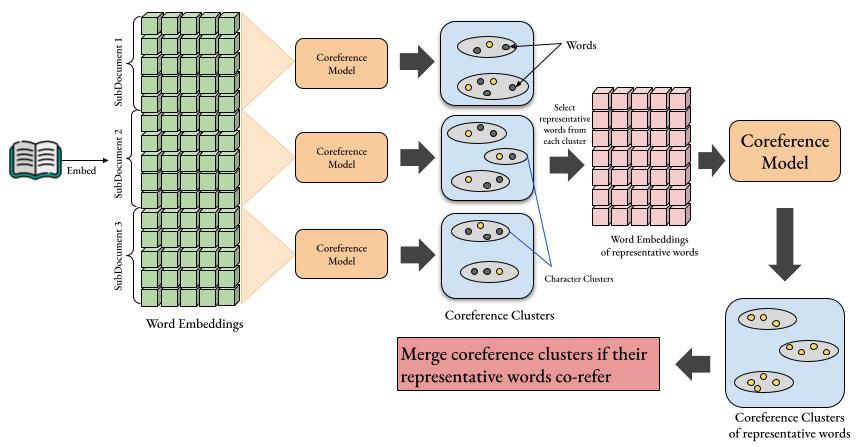 SubDocument 1
SubDocument 2
SubDocument 3
Embed
Word Embeddings
Coreference
Model
Coreference
Model
Coreference
Model
Words
Character Clusters
Coreference Clusters
Select
representative
words from
each cluster
Word Embeddings
of representative words
Coreference
Model
Coreference Clusters
of representative words
Merge coreference clusters if their
representative words co-refer